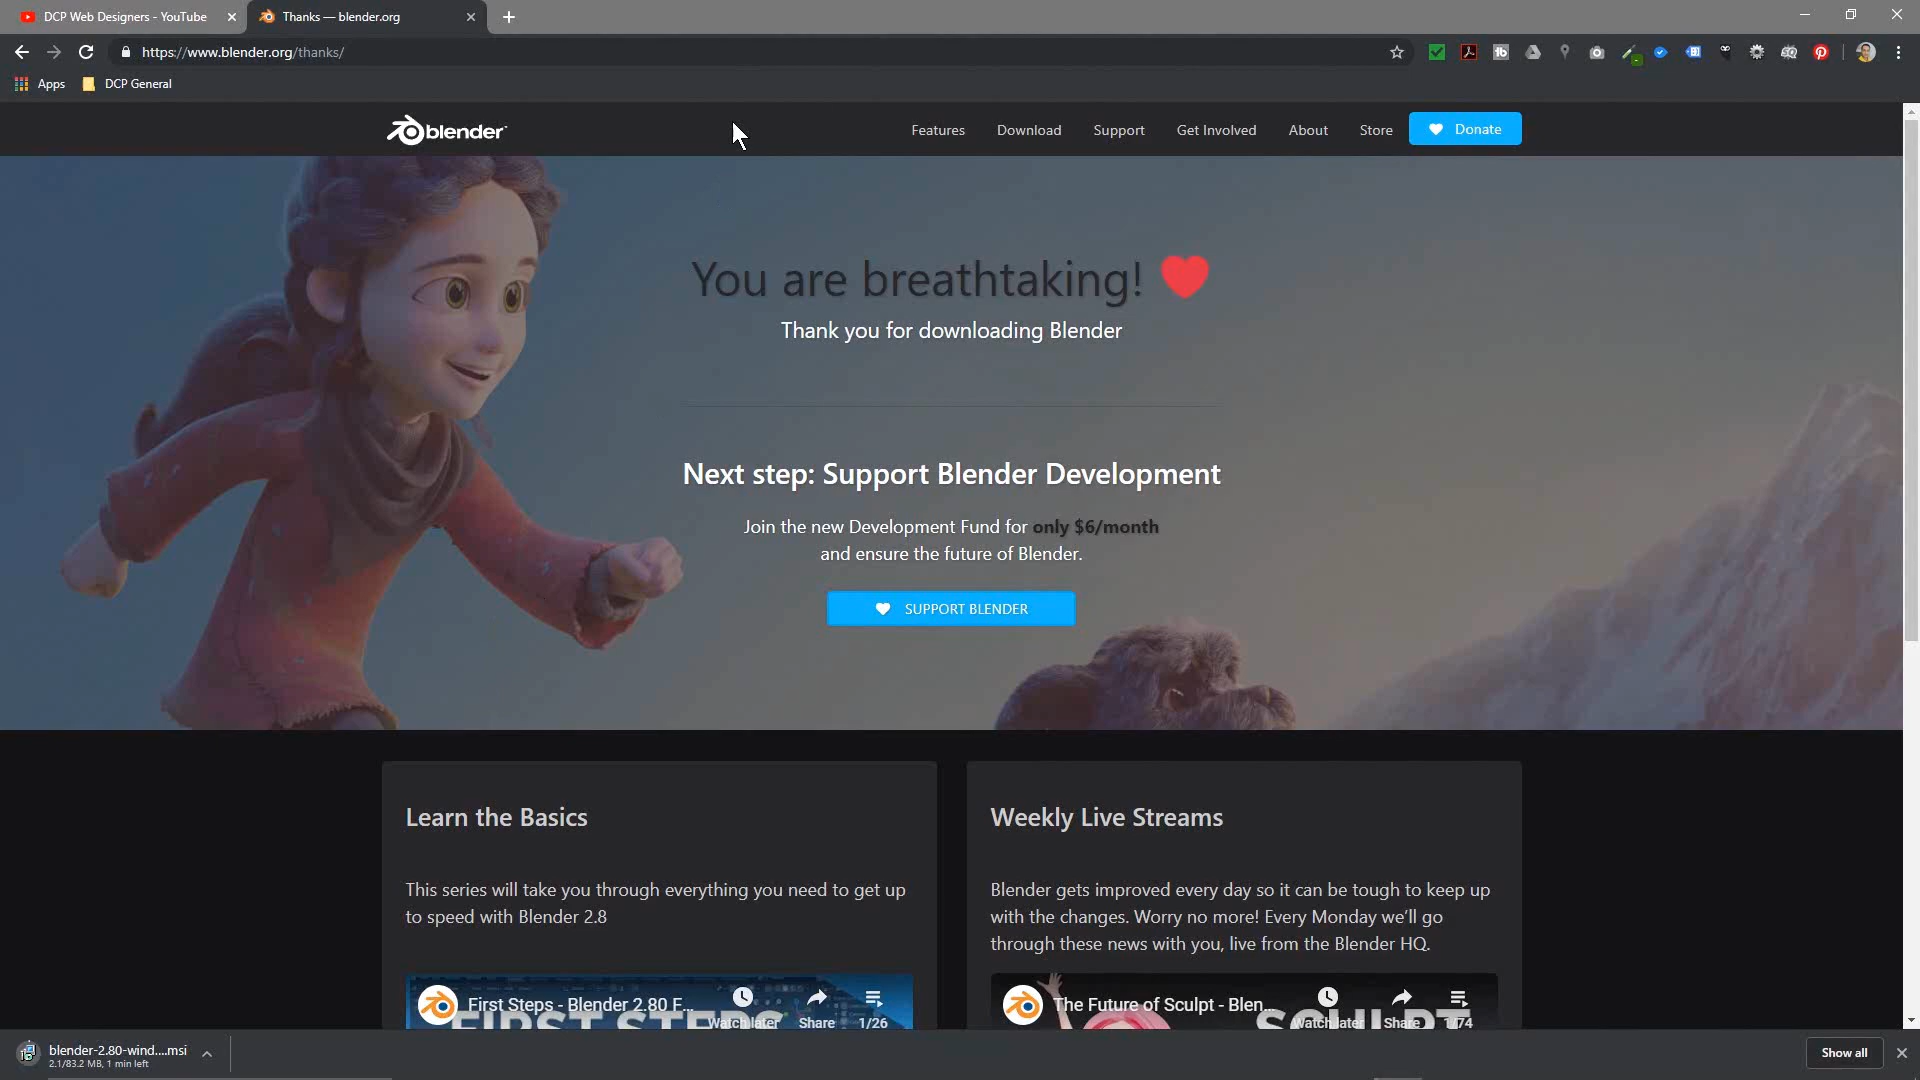 DCP Web Designers - YouTube
Thanks — blender.org
https://www.blender.org/thanks/
Apps
DCP General
blender
Features
Download
Support
Get Involved
About
Store
Donate
You are breathtaking!
Thank you for downloading Blender
Next step: Support Blender Development
Join the new Development Fund for only $6/month
and ensure the future of Blender.
SUPPORT BLENDER
Learn the Basics
This series will take you through everything you need to get up
to speed with Blender 2.8
First Steps - Blender 2.80 F...
Watch later
Share
1/26
FIRST STEPS
Weekly Live Streams
Blender gets improved every day so it can be tough to keep up
with the changes. Worry no more! Every Monday we’ll go
through these news with you, live from the Blender HQ.
The Future of Sculpt - Blen...
Watch later
Share
1/74
SCULPT
blender-2.80-wind....msi
2.1/83.2 MB, 1 min left
Show all